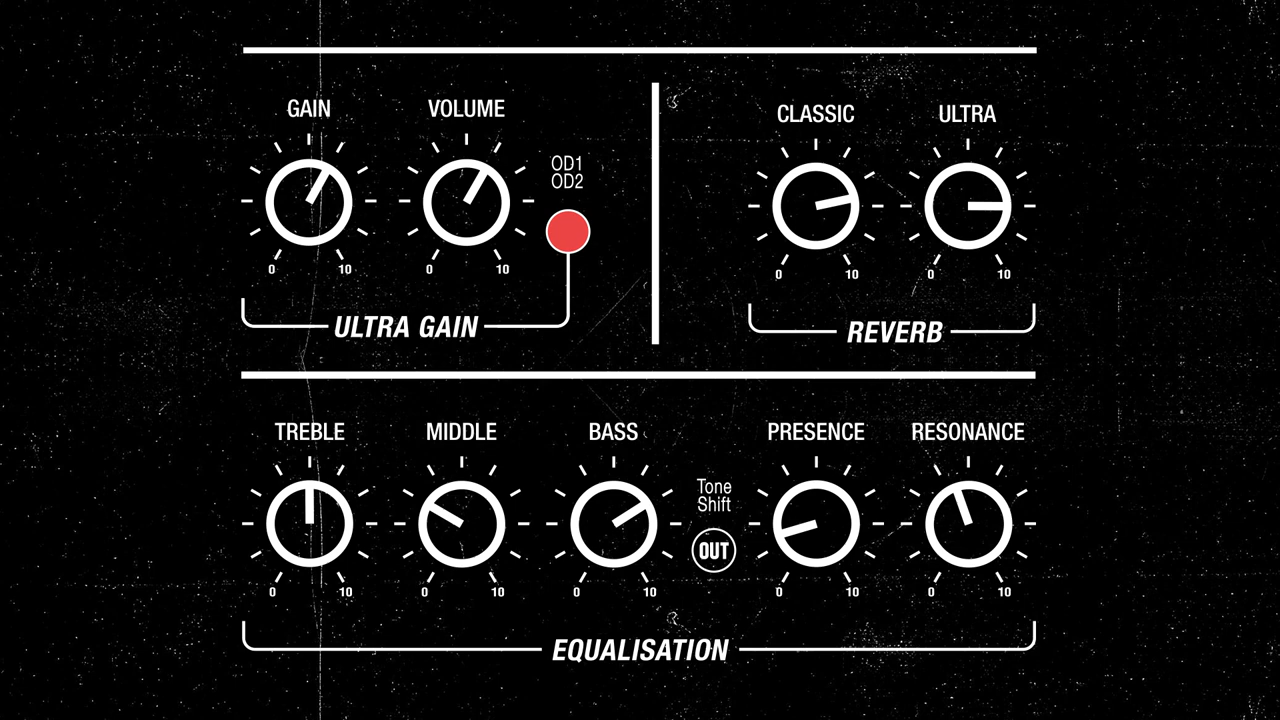 GAIN VOLUME
OD1
OD2
0 10 0 10
ULTRA GAIN
CLASSIC ULTRA
0 10 0 10
REVERB
TREBLE MIDDLE BASS PRESENCE RESONANCE
Tone
Shift
OUT
0 10 0 10 0 10 0 10 0 10
EQUALISATION